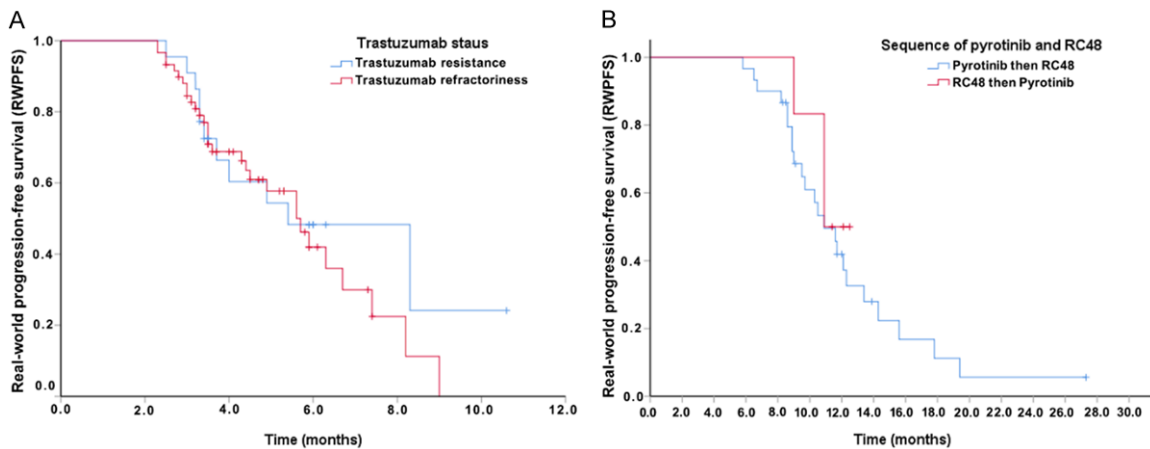 A
Trastuzumab staus
Trastuzumab resistance
Trastuzumab refractoriness
Real-world progression-free survival (RWPFS)
1.0
0.8
0.6
0.4
0.2
0.0
0.0 2.0 4.0 6.0 8.0 10.0 12.0
Time (months)
B
Sequence of pyrotinib and RC48
Pyrotinib then RC48
RC48 then Pyrotinib
Real-world progression-free survival (RWPFS)
1.0
0.8
0.6
0.4
0.2
0.0
0.0 2.0 4.0 6.0 8.0 10.0 12.0 14.0 16.0 18.0 20.0 22.0 24.0 26.0 28.0 30.0
Time (months)